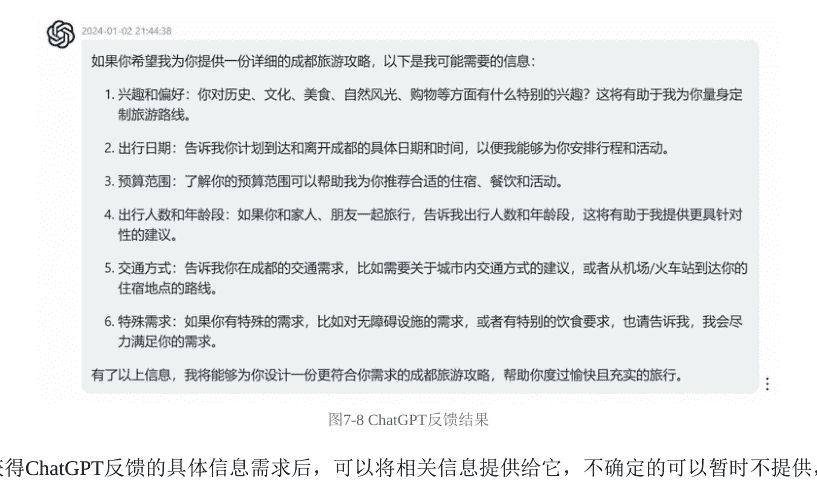 2024-01-02 21:44:38
如果你希望我为你提供一份详细的成都旅游攻略，以下是我可能需要的信息：
1. 兴趣和偏好：你对历史、文化、美食、自然风光、购物等方面有什么特别的兴趣？这将有助于我为你量身定
制旅游路线。
2. 出行日期：告诉我你计划到达和离开成都的具体日期和时间，以便我能够为你安排行程和活动。
3. 预算范围：了解你的预算范围可以帮助我为你推荐合适的住宿、餐饮和活动。
4. 出行人数和年龄段：如果你和家人、朋友一起旅行，告诉我出行人数和年龄段，这将有助于我提供更具针对
性的建议。
5. 交通方式：告诉我你在成都的交通需求，比如需要关于城市内交通方式的建议，或者从机场/火车站到达你的
住宿地点的路线。
6. 特殊需求：如果你有特殊的需求，比如对无障碍设施的需求，或者有特别的饮食要求，也请告诉我，我会尽
力满足你的需求。
有了以上信息，我将能够为你设计一份更符合你需求的成都旅游攻略，帮助你度过愉快且充实的旅行。
图7-8 ChatGPT反馈结果
得ChatGPT反馈的具体信息需求后，可以将相关信息提供给它，不确定的可以暂时不提供，